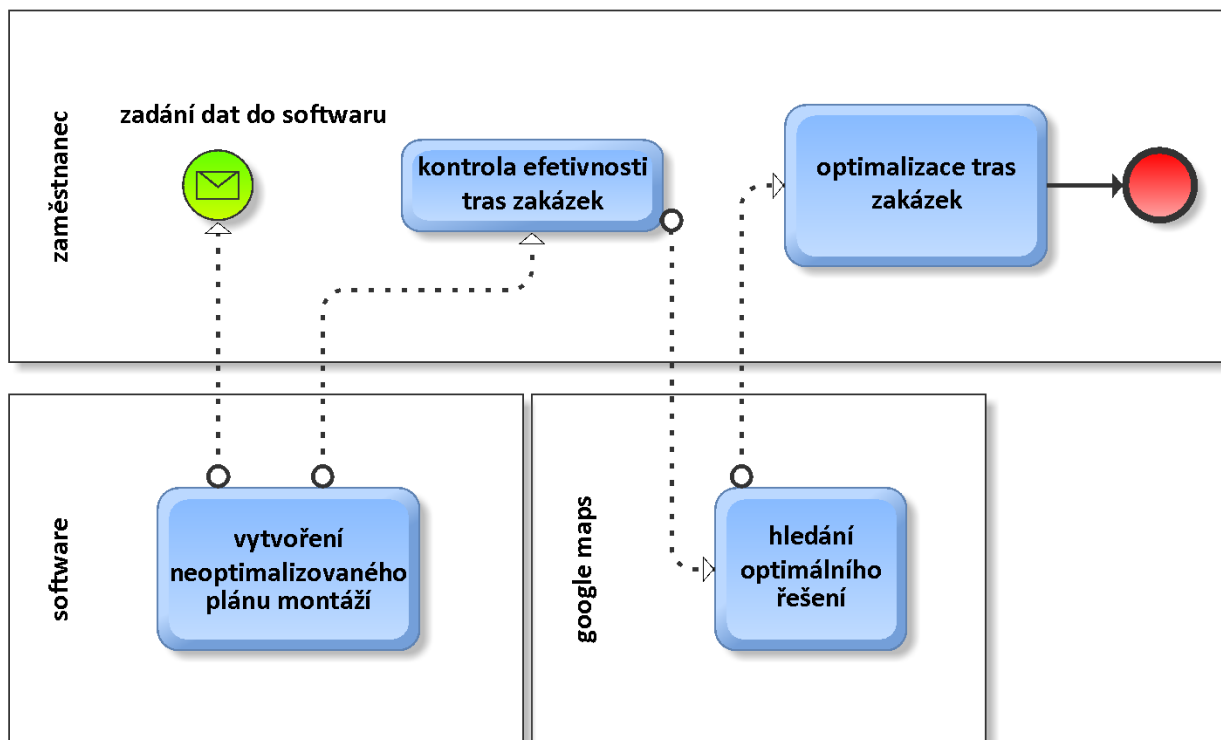 zaměstnanec
zadání dat do softwaru
kontrola efetivnosti
tras zakázek
optimalizace tras
zakázek
software
vytvoření
neoptimalizovaného
plánu montáží
google maps
hledání
optimálního
řešení